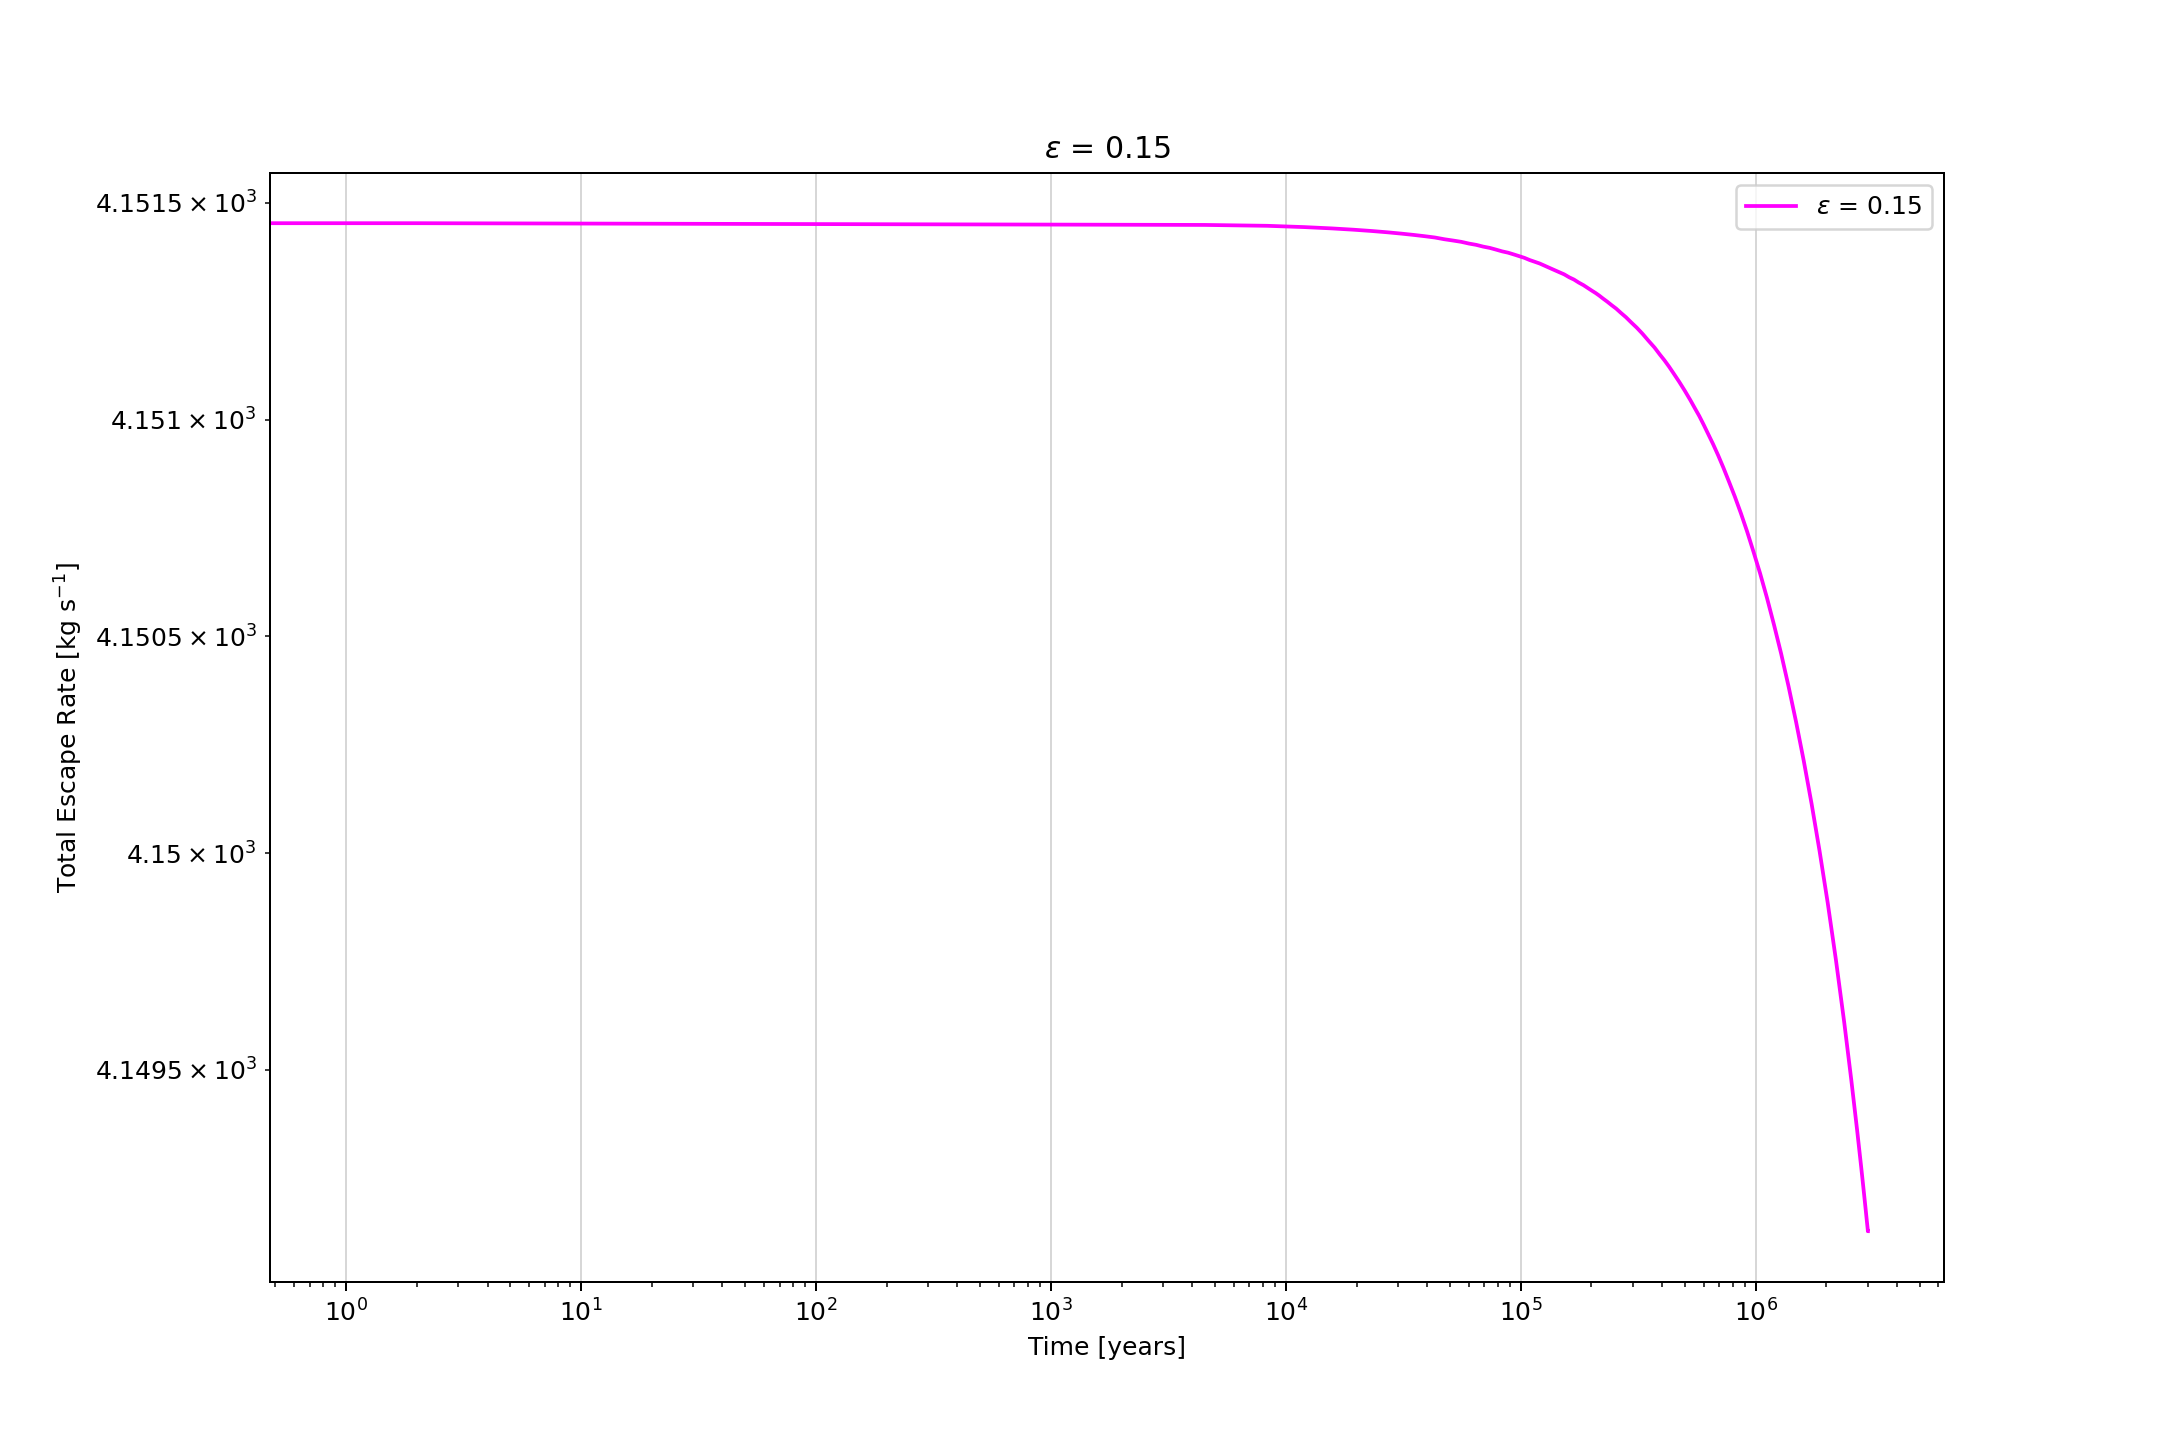 ε = 0.15
ε = 0.15
4.1515 × 10³
4.151 × 10³
4.1505 × 10³
4.15 × 10³
4.1495 × 10³
Total Escape Rate [kg s⁻¹]
10⁰ 10¹ 10² 10³ 10⁴ 10⁵ 10⁶
Time [years]